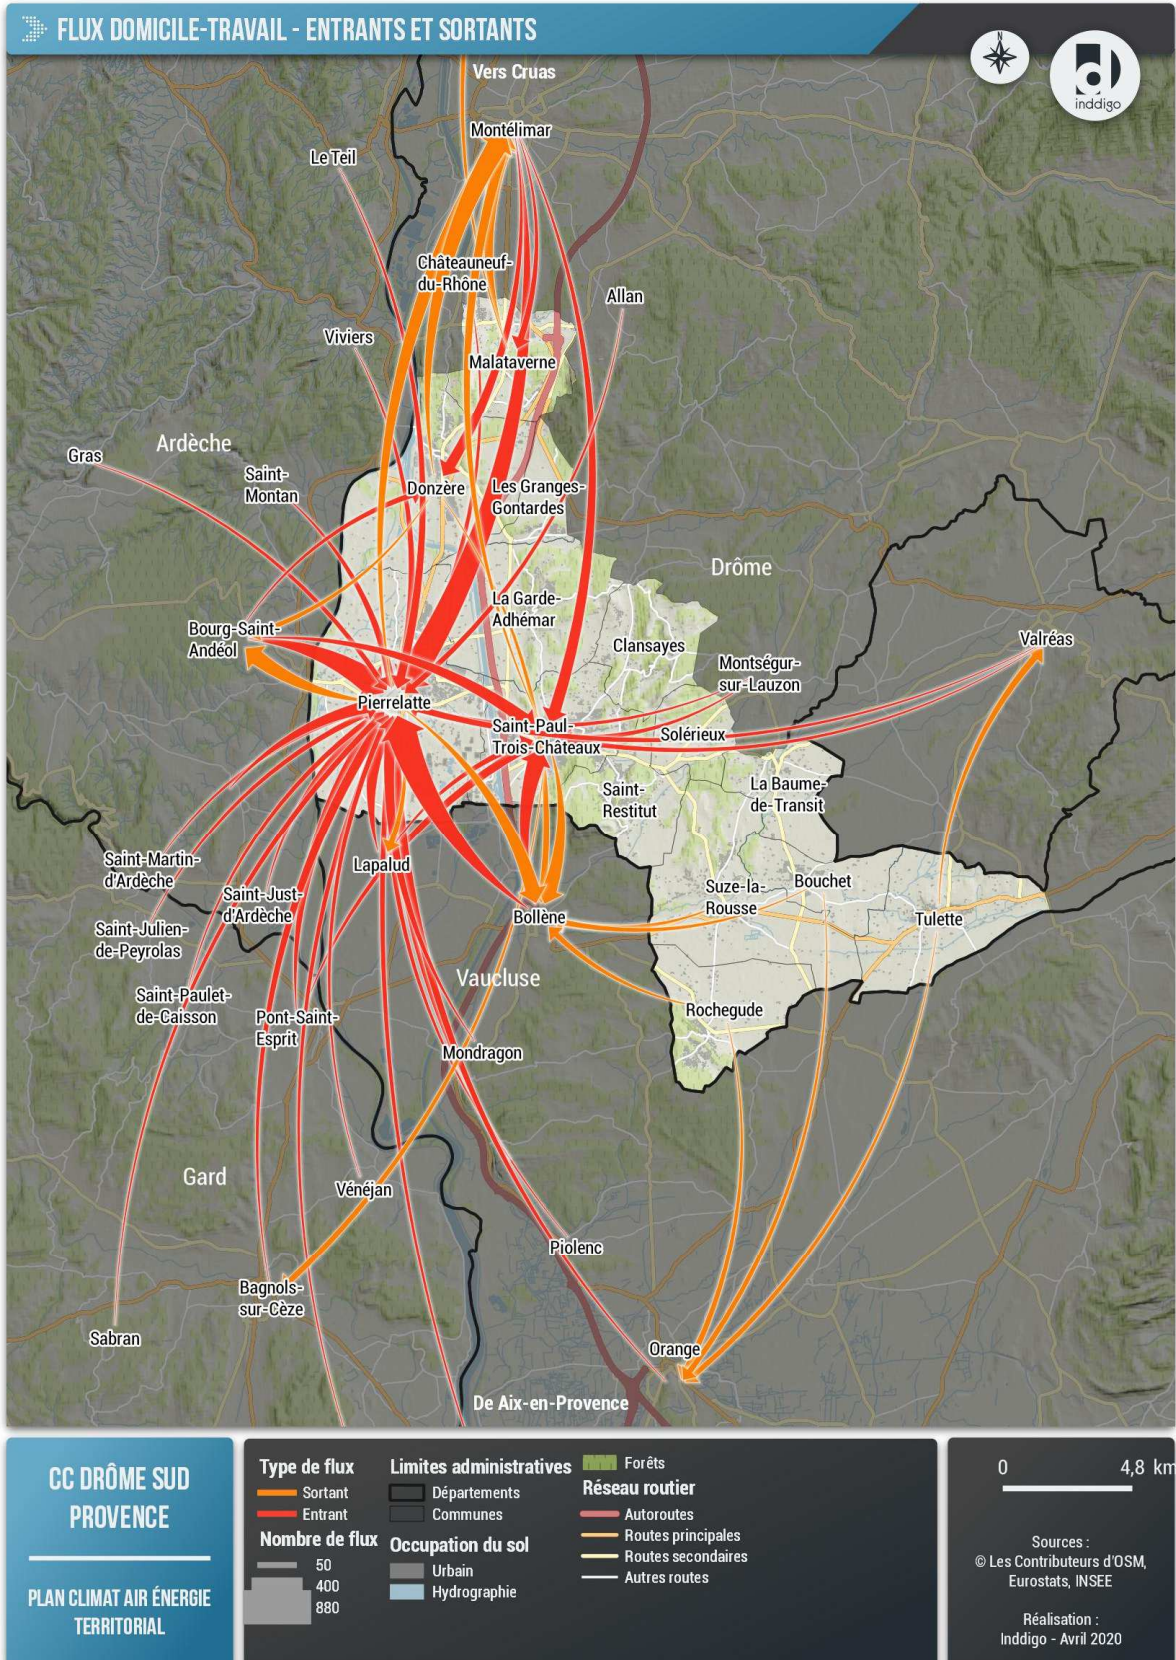 FLUX DOMICILE-TRAVAIL - ENTRANTS ET SORTANTS
N
inddigo
Vers Cruas
Montélimar
Le Teil
Châteauneuf-
du-Rhône
Allan
Viviers
Malataverne
Ardèche
Gras
Saint-
Montan
Donzère
Les Granges-
Gontardes
Drôme
La Garde-
Adhémar
Bourg-Saint-
Andéol
Clansayes
Valréas
Montségur-
sur-Lauzon
Pierrelatte
Saint-Paul-
Trois-Châteaux
Solérieux
Saint-
Restitut
La Baume-
de-Transit
Saint-Martin-
d'Ardèche
Lapalud
Saint-Just-
d'Ardèche
Suze-la-
Rousse
Bouchet
Bollène
Tulette
Saint-Julien-
de-Peyrolas
Vaucluse
Saint-Paulet-
de-Caisson
Pont-Saint-
Esprit
Rochegude
Mondragon
Gard
Vénéjan
Piolenc
Bagnols-
sur-Cèze
Sabran
Orange
De Aix-en-Provence
CC DRÔME SUD
PROVENCE
PLAN CLIMAT AIR ÉNERGIE
TERRITORIAL
Type de flux
Sortant
Entrant
Nombre de flux
50
400
880
Limites administratives
Départements
Communes
Occupation du sol
Urbain
Hydrographie
Forêts
Réseau routier
Autoroutes
Routes principales
Routes secondaires
Autres routes
0 4,8 km
Sources :
© Les Contributeurs d'OSM,
Eurostats, INSEE
Réalisation :
Inddigo - Avril 2020